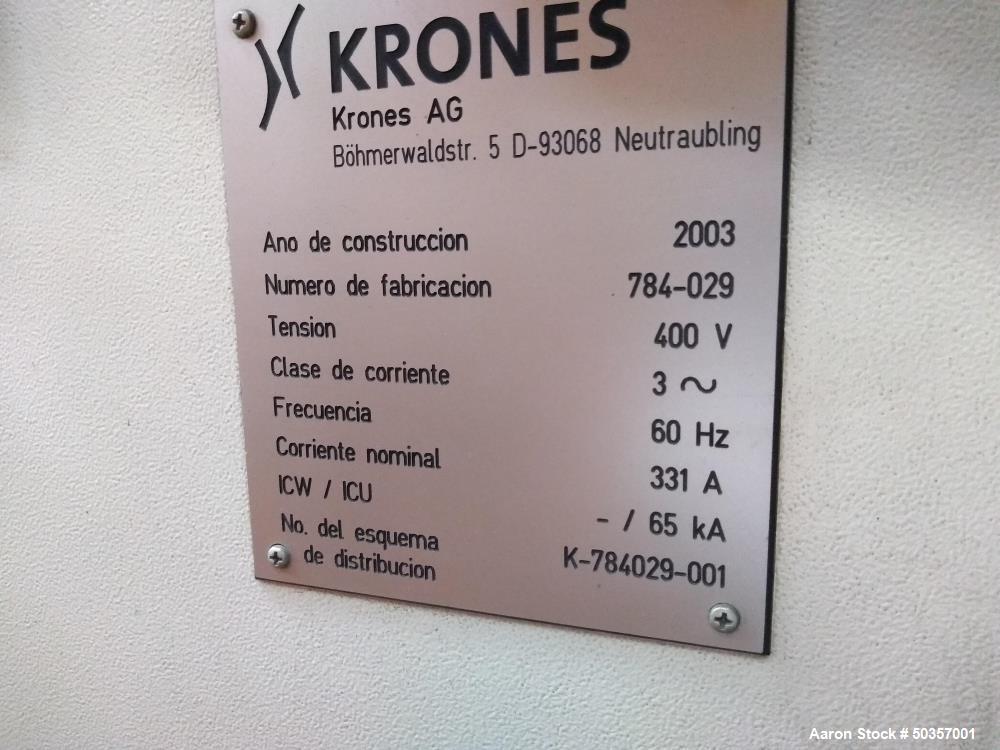 KRONES
Krones AG
Böhmerwaldstr. 5 D-93068 Neutraubling
Ano de construccion 2003
Numero de fabricacion 784-029
Tension 400 V
Clase de corriente 3 ~
Frecuencia 60 Hz
Corriente nominal 331 A
ICW / ICU - / 65 kA
No. del esquema
de distribucion K-784029-001
Aaron Stock # 50357001